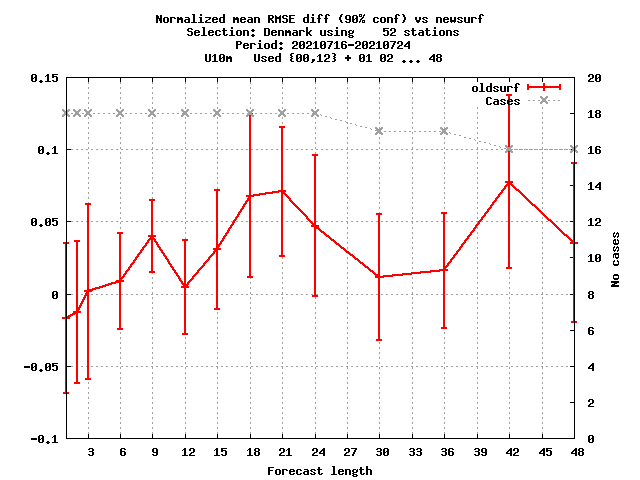 Normalized mean RMSE diff (90% conf) vs newsurf
Selection: Denmark using    52 stations
Period: 20210716-20210724
U10m   Used {00,12} + 01 02 ... 48
0.15
0.1
0.05
0
-0.05
-0.1
20
18
16
14
12
10
8
6
4
2
0
oldsurf
Cases
No cases
3 6 9 12 15 18 21 24 27 30 33 36 39 42 45 48
Forecast length